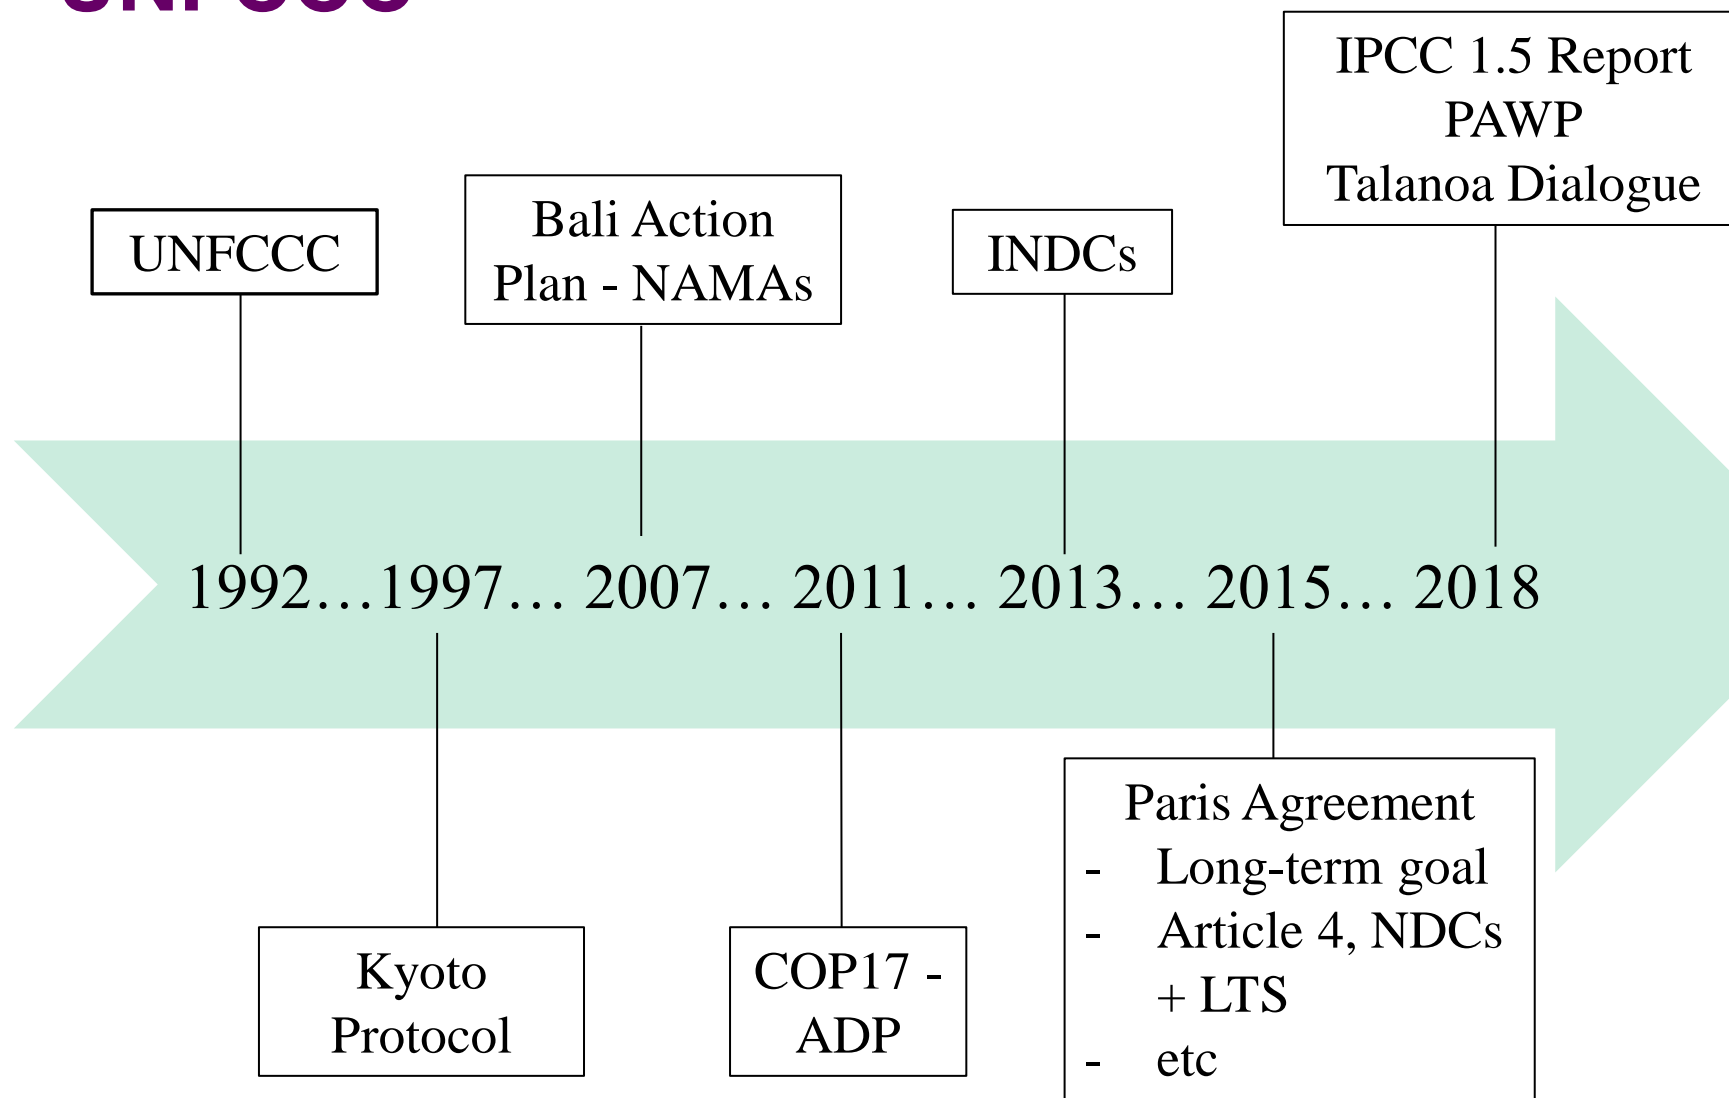 UNFCCC
IPCC 1.5 Report
PAWP
Talanoa Dialogue
Bali Action
Plan - NAMAs
UNFCCC
INDCs
1992…1997… 2007… 2011… 2013… 2015… 2018
Kyoto
Protocol
COP17 -
ADP
Paris Agreement
- Long-term goal
- Article 4, NDCs
+ LTS
- etc